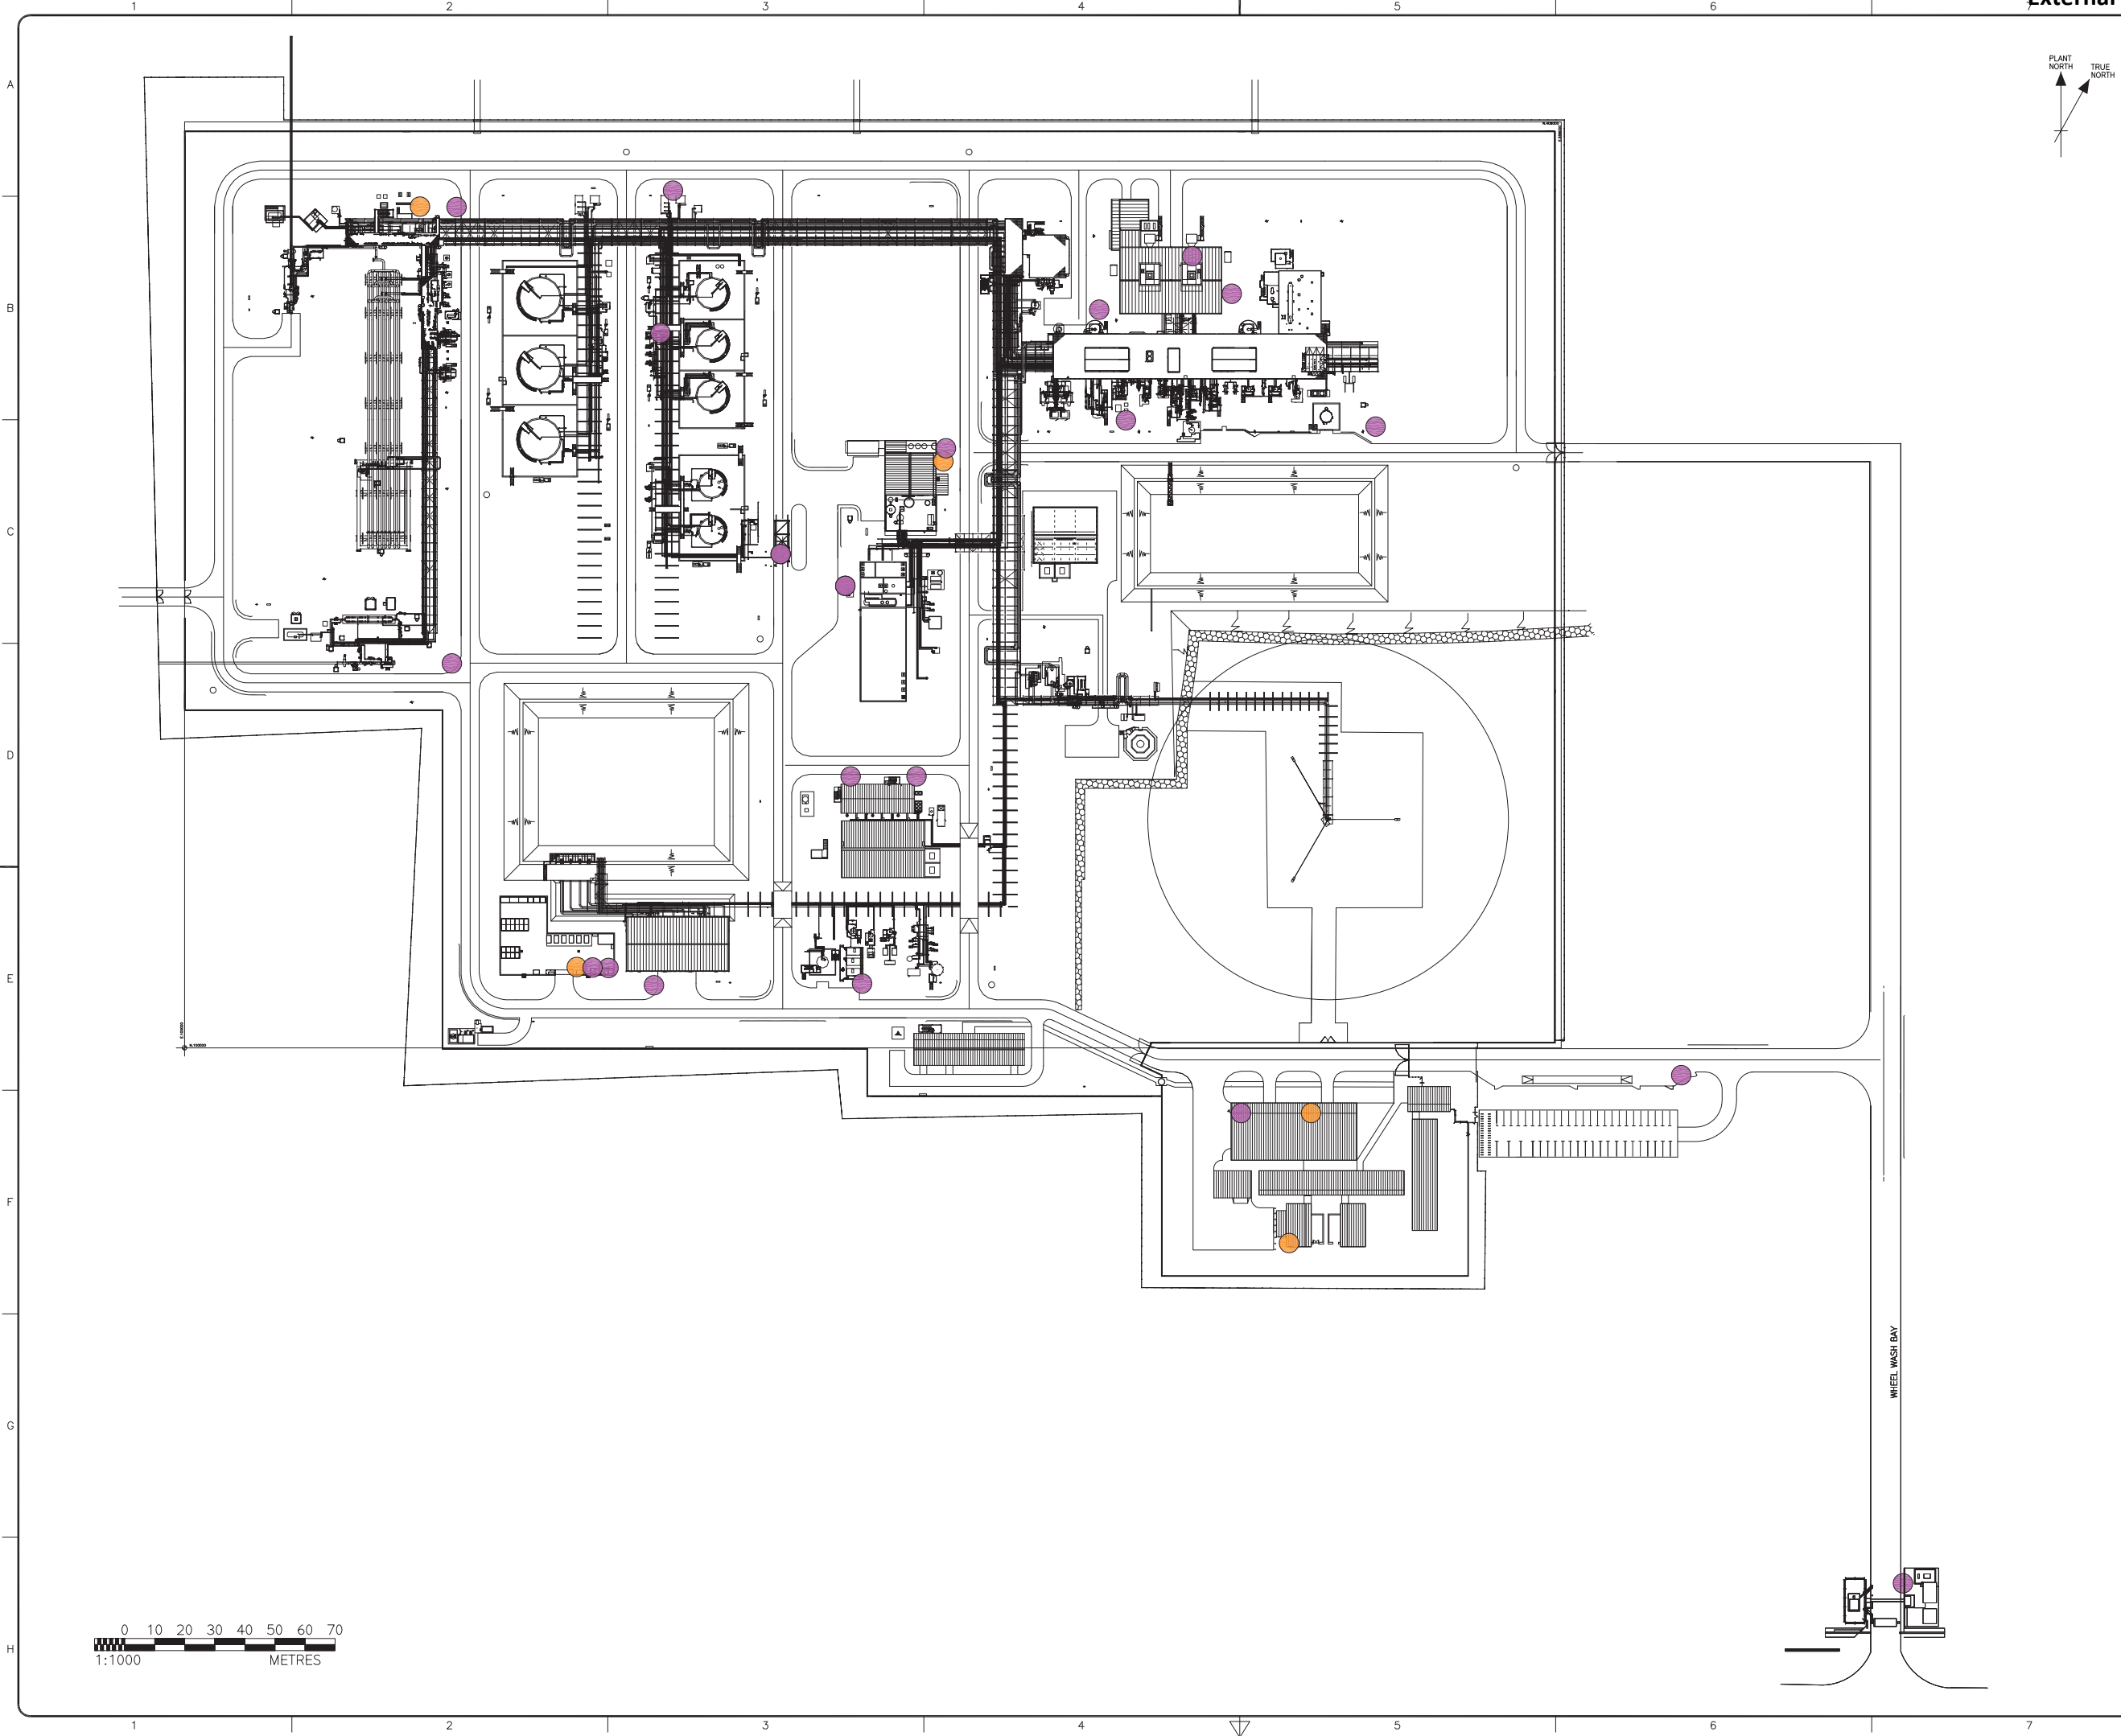 1 2 3 4 5 6 7
External
PLANT NORTH
TRUE NORTH
A
B
C
D
E
F
G
H
WHEEL WASH BAY
0 10 20 30 40 50 60 70
1:1000 METRES
1 2 3 4 5 6 7